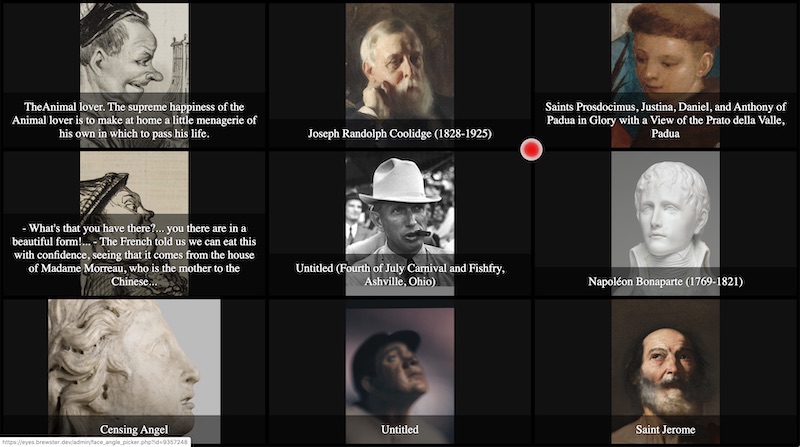 TheAnimal lover. The supreme happiness of the
Animal lover is to make at home a little menagerie of
his own in which to pass his life.
Joseph Randolph Coolidge (1828-1925)
Saints Prosdocimus, Justina, Daniel, and Anthony of
Padua in Glory with a View of the Prato della Valle,
Padua
- What's that you have there?... you there are in a
beautiful form!... - The French told us we can eat this
with confidence, seeing that it comes from the house
of Madame Morreau, who is the mother to the
Chinese...
Untitled (Fourth of July Carnival and Fishfry,
Ashville, Ohio)
Napoléon Bonaparte (1769-1821)
Censing Angel
Untitled
Saint Jerome
https://eyes.brewster.dev/admin/face_angle_picker.php?id=9357248